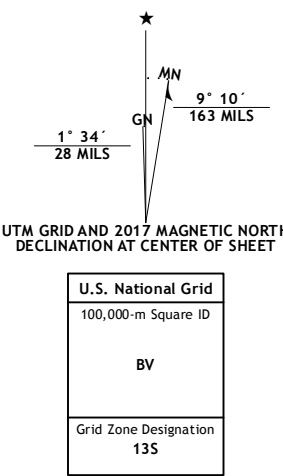 ★
MN
GN
9° 10´
163 MILS
1° 34´
28 MILS
UTM GRID AND 2017 MAGNETIC NORTH
DECLINATION AT CENTER OF SHEET
U.S. National Grid
100,000-m Square ID
BV
Grid Zone Designation
13S